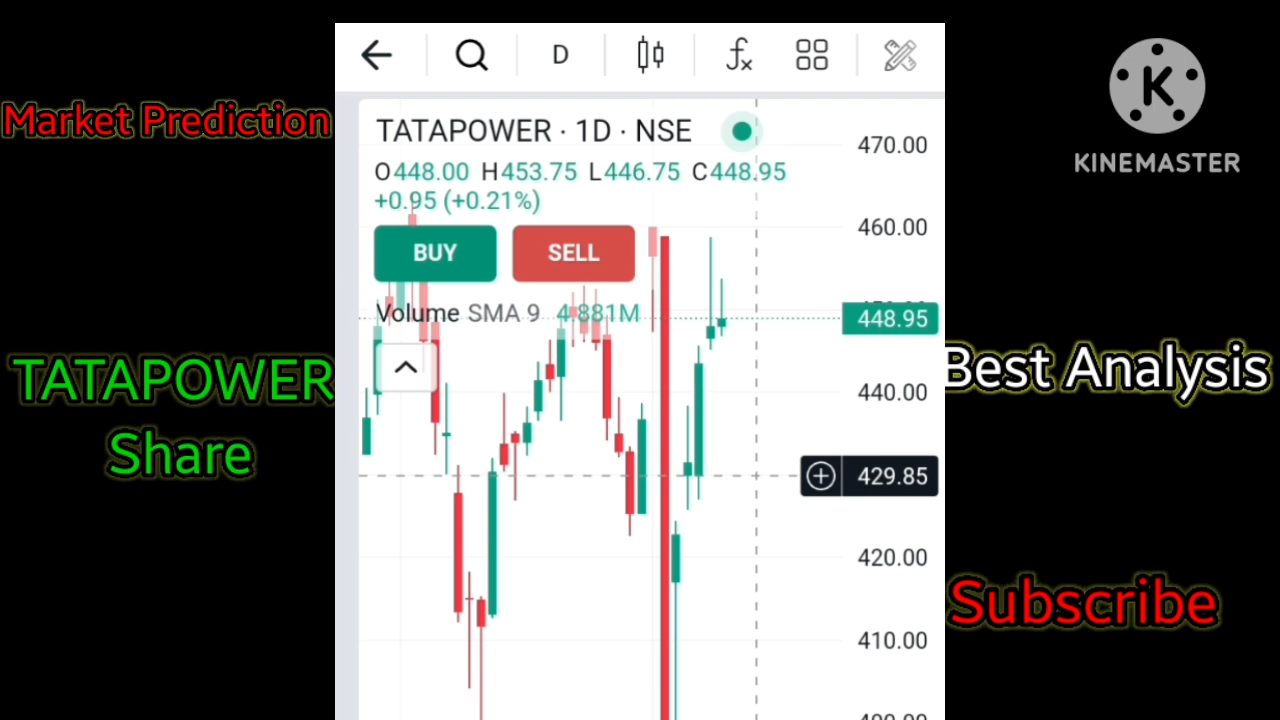 D
fx
TATAPOWER · 1D · NSE
O448.00 H453.75 L446.75 C448.95
+0.95 (+0.21%)
BUY
SELL
Volume SMA 9 4.881M
470.00
460.00
448.95
440.00
429.85
420.00
410.00
Market Prediction
TATAPOWER
Share
K
KINEMASTER
Best Analysis
Subscribe